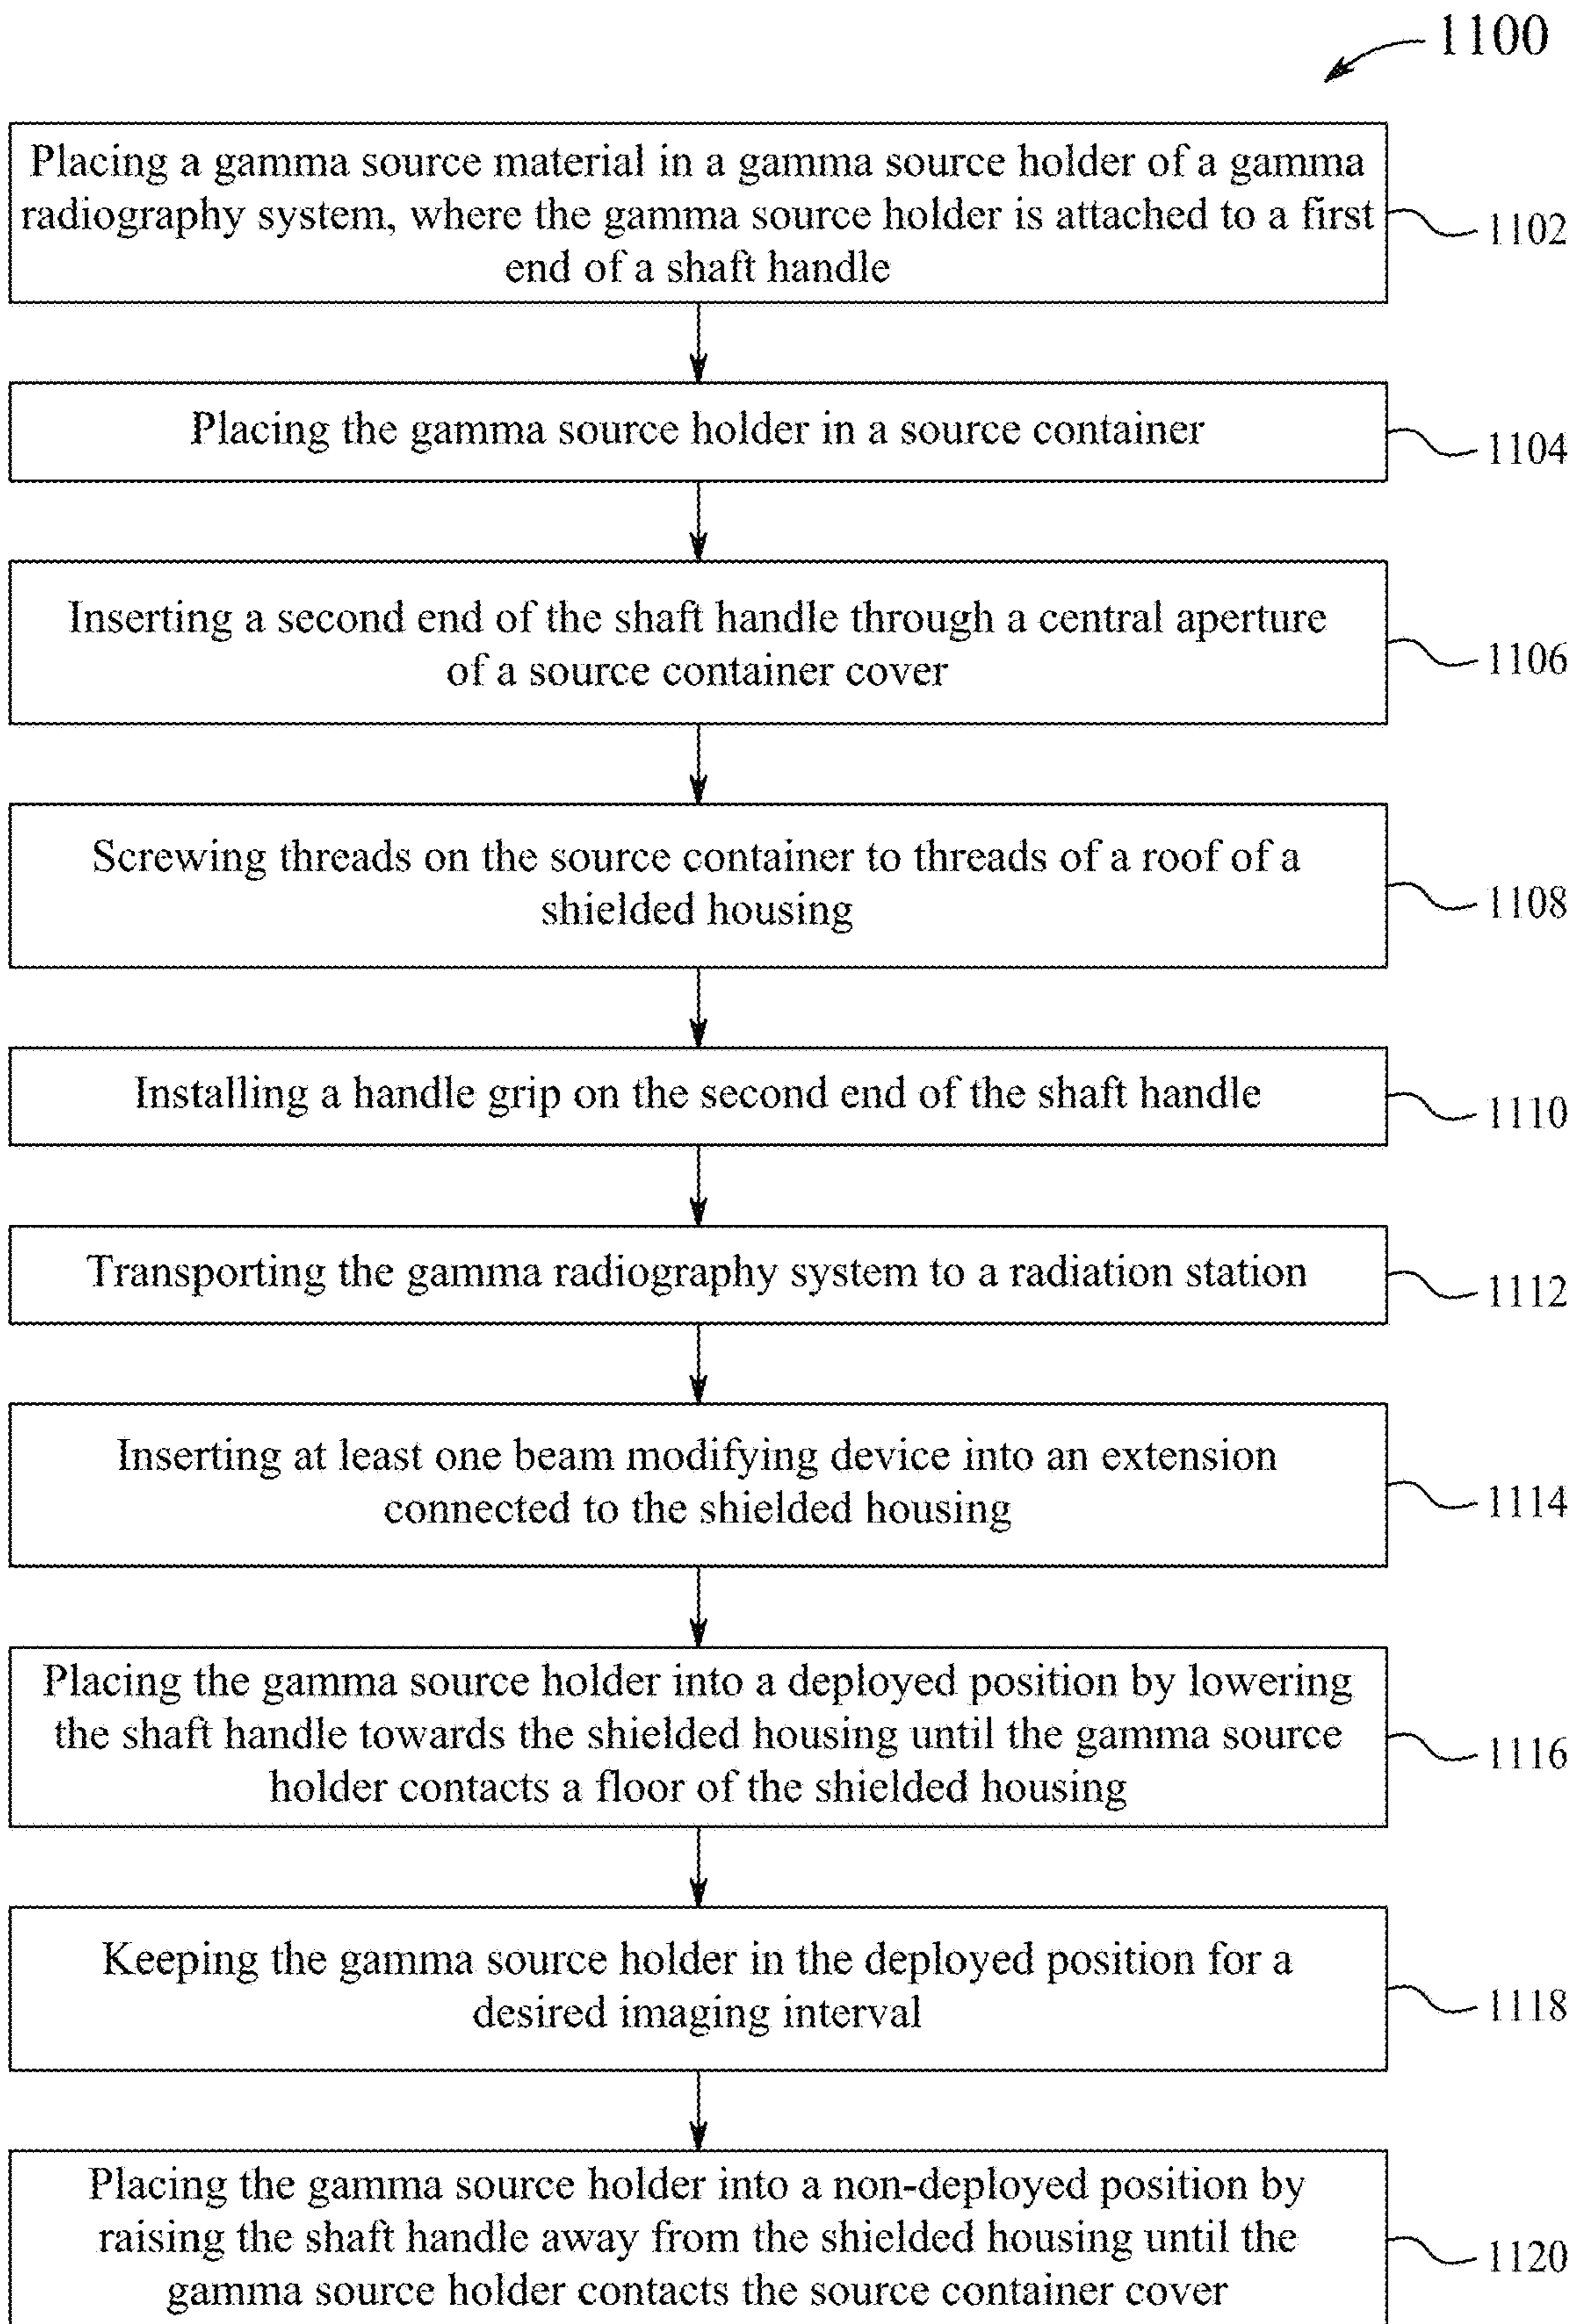 1100
Placing a gamma source material in a gamma source holder of a gamma
radiography system, where the gamma source holder is attached to a first
end of a shaft handle
1102
Placing the gamma source holder in a source container
1104
Inserting a second end of the shaft handle through a central aperture
of a source container cover
1106
Screwing threads on the source container to threads of a roof of a
shielded housing
1108
Installing a handle grip on the second end of the shaft handle
1110
Transporting the gamma radiography system to a radiation station
1112
Inserting at least one beam modifying device into an extension
connected to the shielded housing
1114
Placing the gamma source holder into a deployed position by lowering
the shaft handle towards the shielded housing until the gamma source
holder contacts a floor of the shielded housing
1116
Keeping the gamma source holder in the deployed position for a
desired imaging interval
1118
Placing the gamma source holder into a non-deployed position by
raising the shaft handle away from the shielded housing until the
gamma source holder contacts the source container cover
1120